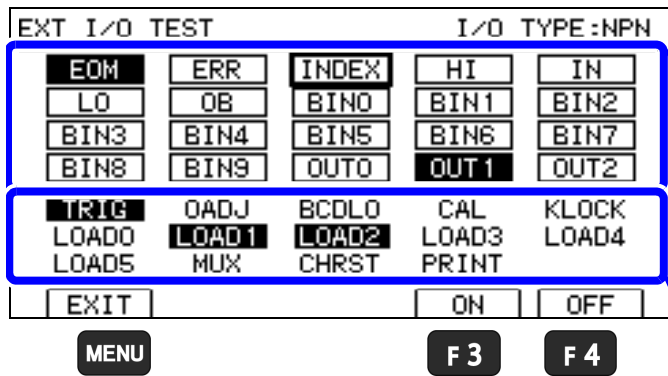 EXT I/O TEST I/O TYPE:NPN
EOM ERR INDEX HI IN
LO OB BIN0 BIN1 BIN2
BIN3 BIN4 BIN5 BIN6 BIN7
BIN8 BIN9 OUT0 OUT1 OUT2
TRIG 0ADJ BCDLO CAL KLOCK
LOAD0 LOAD1 LOAD2 LOAD3 LOAD4
LOAD5 MUX CHRST PRINT
EXIT ON OFF
MENU F3 F4